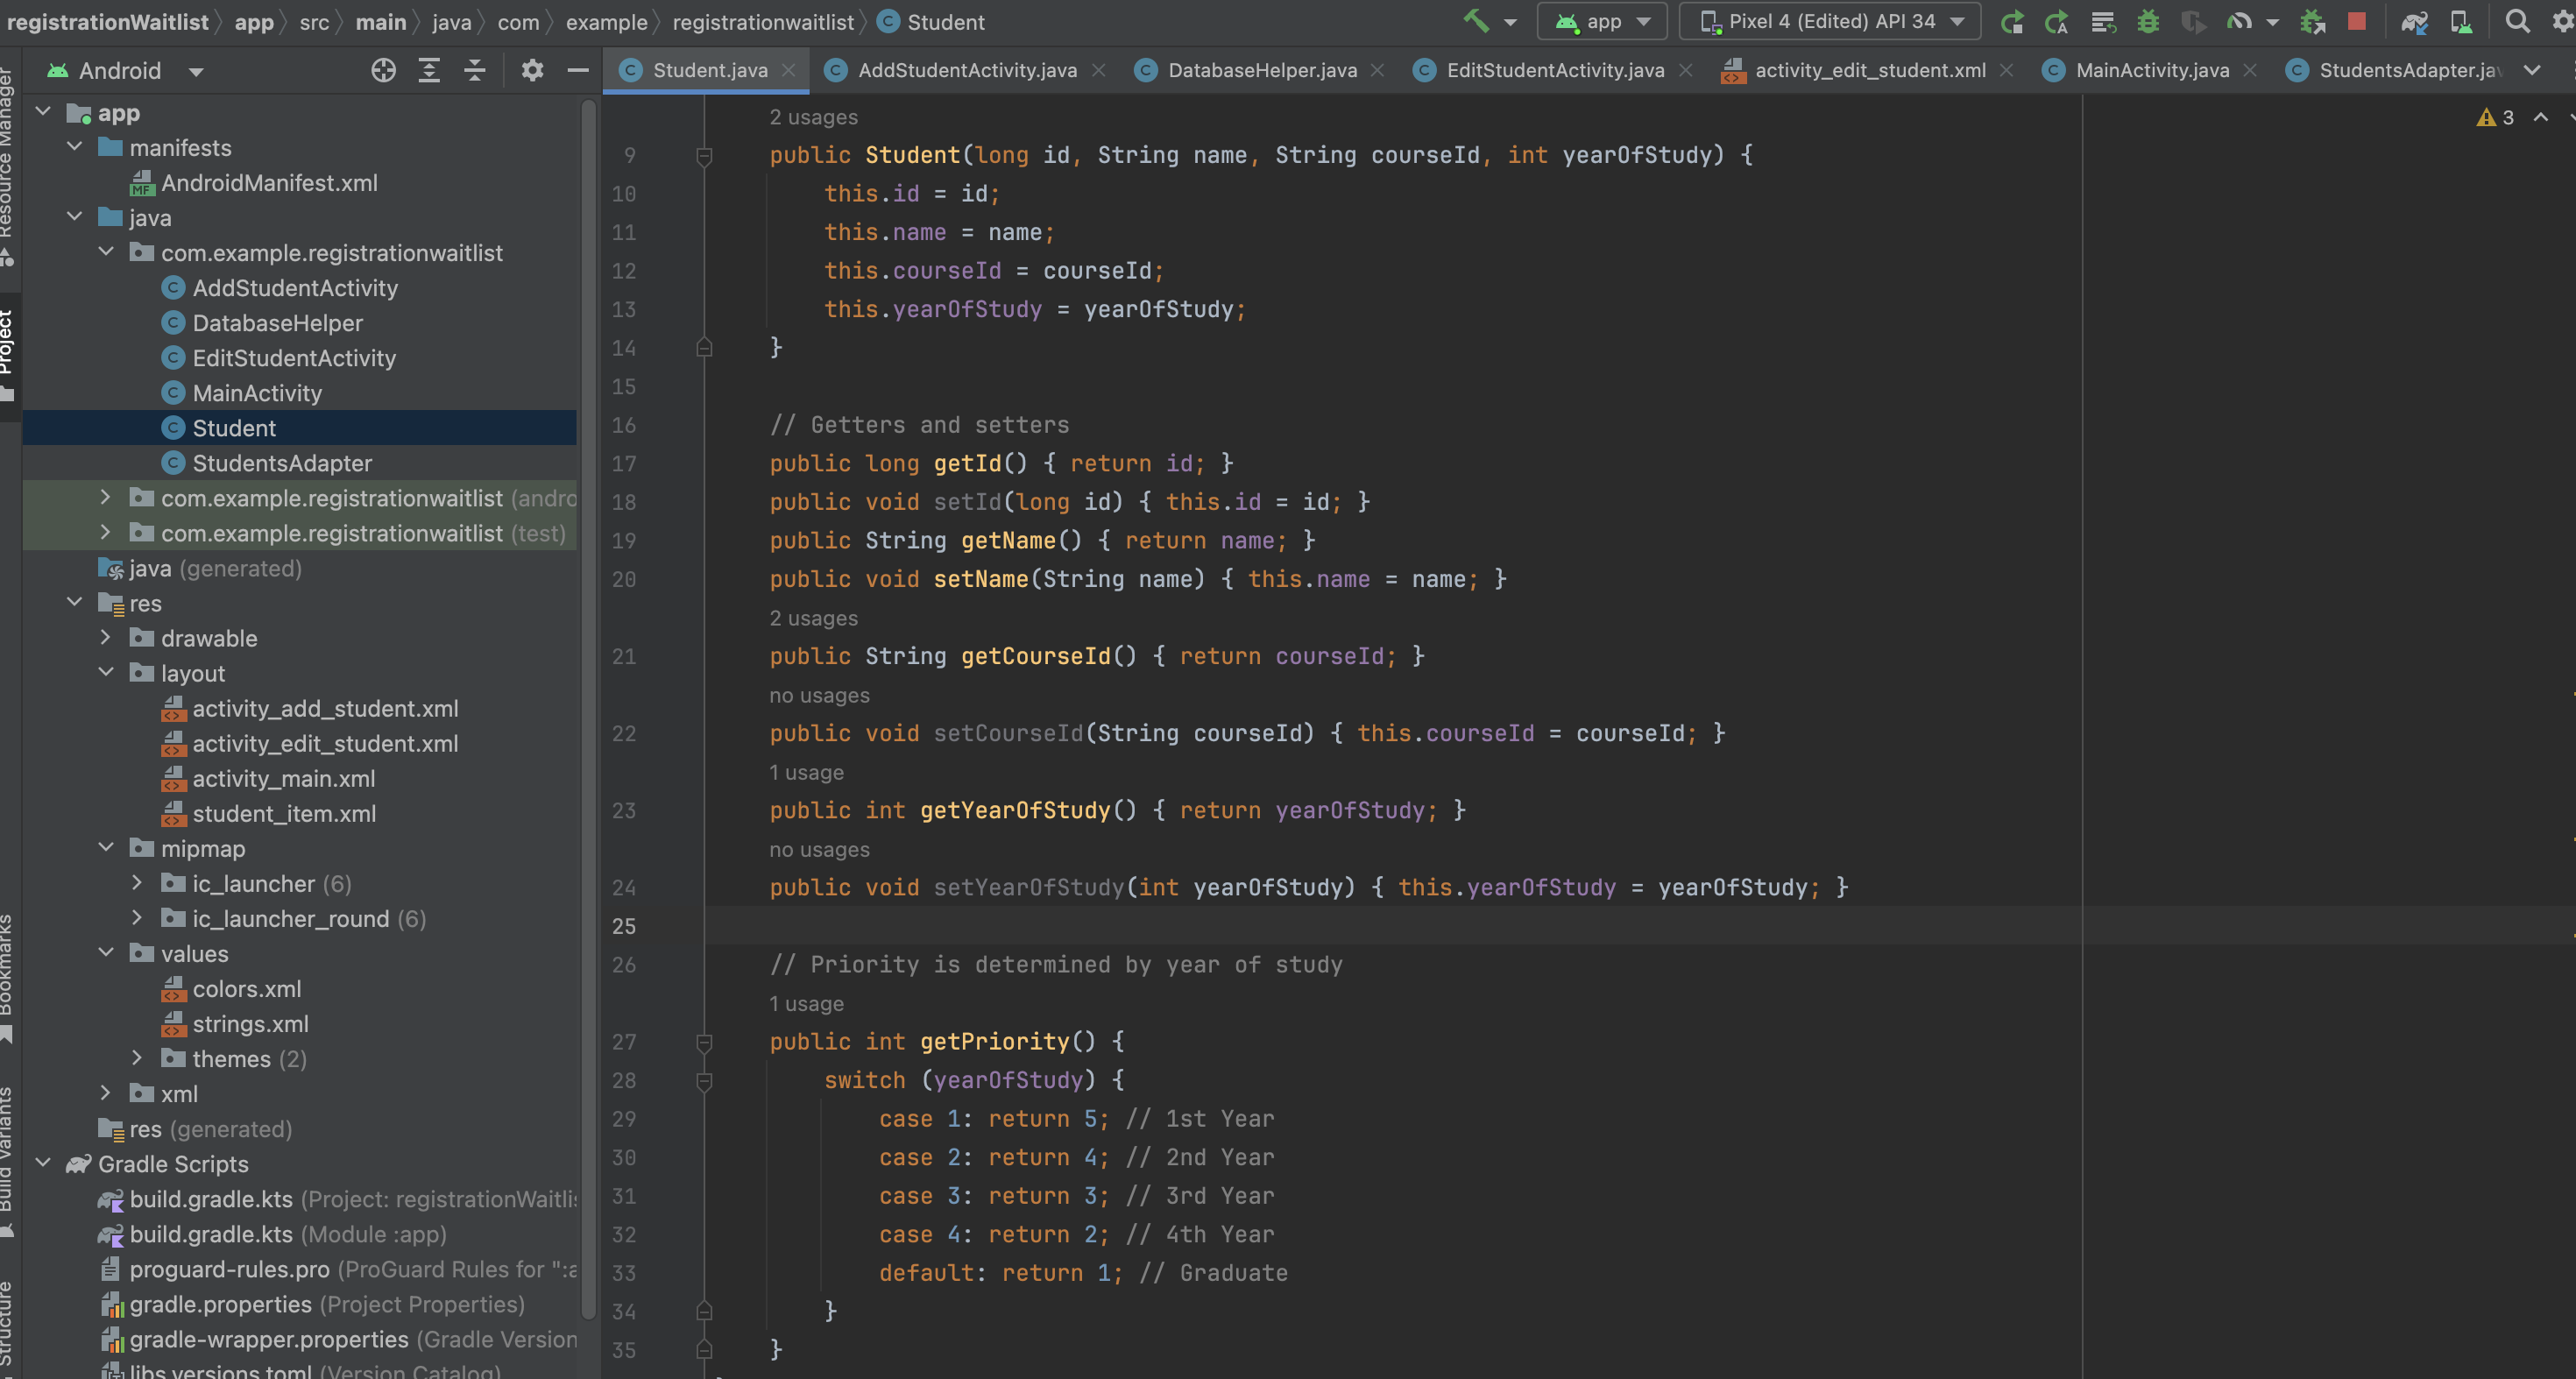 registrationWaitlist app src main java com example registrationwaitlist Student
app Pixel 4 (Edited) API 34
Android
Student.java AddStudentActivity.java DatabaseHelper.java EditStudentActivity.java activity_edit_student.xml MainActivity.java StudentsAdapter.jav
Resource Manager
Project
Bookmarks
Build Variants
Structure
app
manifests
AndroidManifest.xml
java
com.example.registrationwaitlist
AddStudentActivity
DatabaseHelper
EditStudentActivity
MainActivity
Student
StudentsAdapter
com.example.registrationwaitlist (andro
com.example.registrationwaitlist (test)
java (generated)
res
drawable
layout
activity_add_student.xml
activity_edit_student.xml
activity_main.xml
student_item.xml
mipmap
ic_launcher (6)
ic_launcher_round (6)
values
colors.xml
strings.xml
themes (2)
xml
res (generated)
Gradle Scripts
build.gradle.kts (Project: registrationWaitlis
build.gradle.kts (Module :app)
proguard-rules.pro (ProGuard Rules for ":a
gradle.properties (Project Properties)
gradle-wrapper.properties (Gradle Version
libs.versions.toml (Version Catalog)
3
2 usages
9 public Student(long id, String name, String courseId, int yearOfStudy) {
10 this.id = id;
11 this.name = name;
12 this.courseId = courseId;
13 this.yearOfStudy = yearOfStudy;
14 }
15
16 // Getters and setters
17 public long getId() { return id; }
18 public void setId(long id) { this.id = id; }
19 public String getName() { return name; }
20 public void setName(String name) { this.name = name; }
2 usages
21 public String getCourseId() { return courseId; }
no usages
22 public void setCourseId(String courseId) { this.courseId = courseId; }
1 usage
23 public int getYearOfStudy() { return yearOfStudy; }
no usages
24 public void setYearOfStudy(int yearOfStudy) { this.yearOfStudy = yearOfStudy; }
25
26 // Priority is determined by year of study
1 usage
27 public int getPriority() {
28 switch (yearOfStudy) {
29 case 1: return 5; // 1st Year
30 case 2: return 4; // 2nd Year
31 case 3: return 3; // 3rd Year
32 case 4: return 2; // 4th Year
33 default: return 1; // Graduate
34 }
35 }